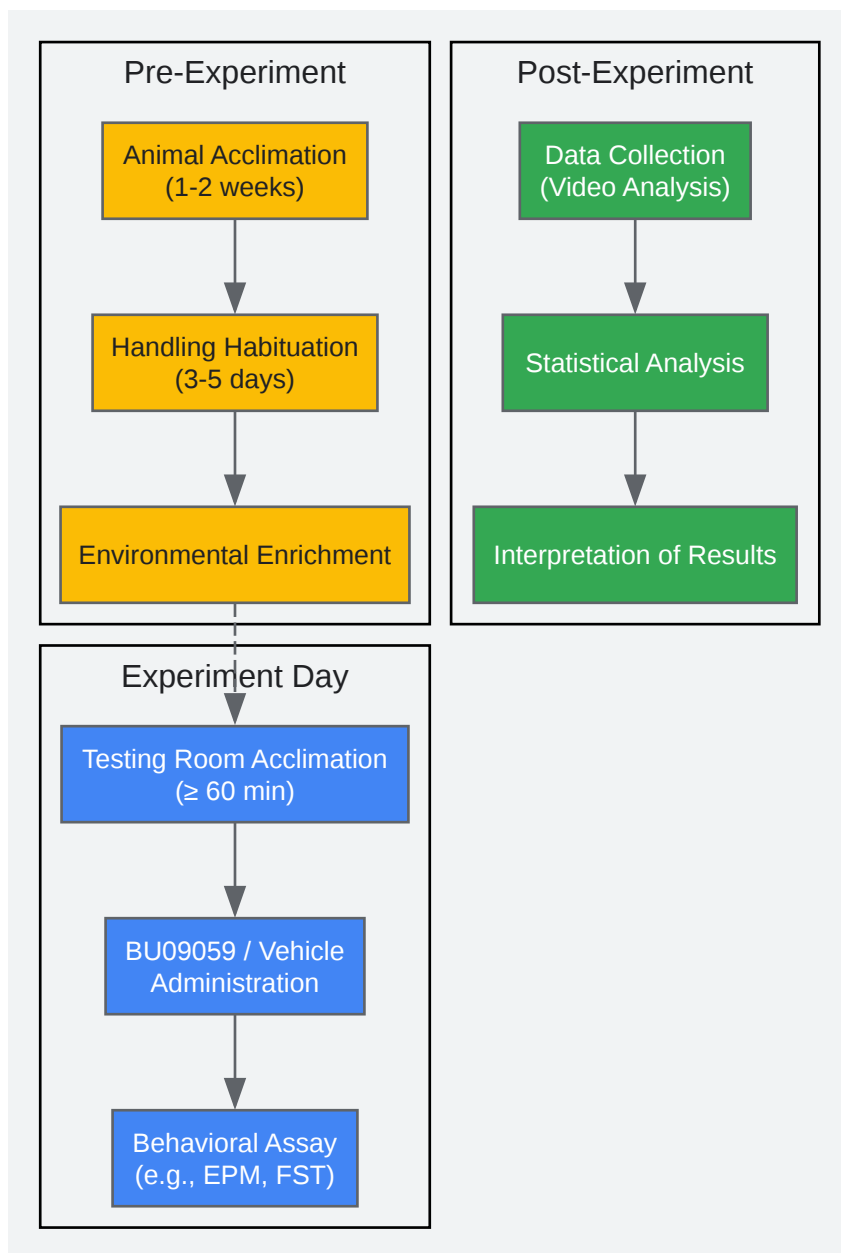 Pre-Experiment
Animal Acclimation
(1-2 weeks)
Handling Habituation
(3-5 days)
Environmental Enrichment
Experiment Day
Testing Room Acclimation
(≥ 60 min)
BU09059 / Vehicle
Administration
Behavioral Assay
(e.g., EPM, FST)
Post-Experiment
Data Collection
(Video Analysis)
Statistical Analysis
Interpretation of Results